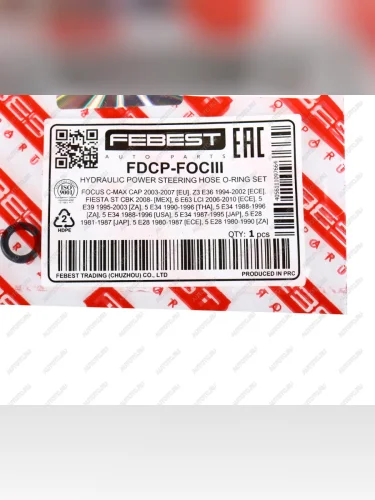 FEBEST
AUTO PARTS
EAC
FDCP-FOCIII
HYDRAULIC POWER STEERING HOSE O-RING SET
ISO
FOCUS C-MAX CAP 2003-2007 [EU], Z3 E36 1994-2002 [ECE],
FIESTA ST CBK 2008- [MEX], 6 E63 LCI 2006-2010 [ECE], 5
E39 1995-2003 [ZA], 5 E34 1990-1996 [THA], 5 E34 1988-1996
[ZA], 5 E34 1988-1996 [USA], 5 E34 1987-1995 [JAP], 5 E28
1981-1987 [JAP], 5 E28 1980-1987 [ECE], 5 E28 1980-1990 [ZA]
2
HDPE
QTY: 1 pcs
FEBEST TRADING (CHUZHOU) CO., LTD
PRODUCED IN PRC